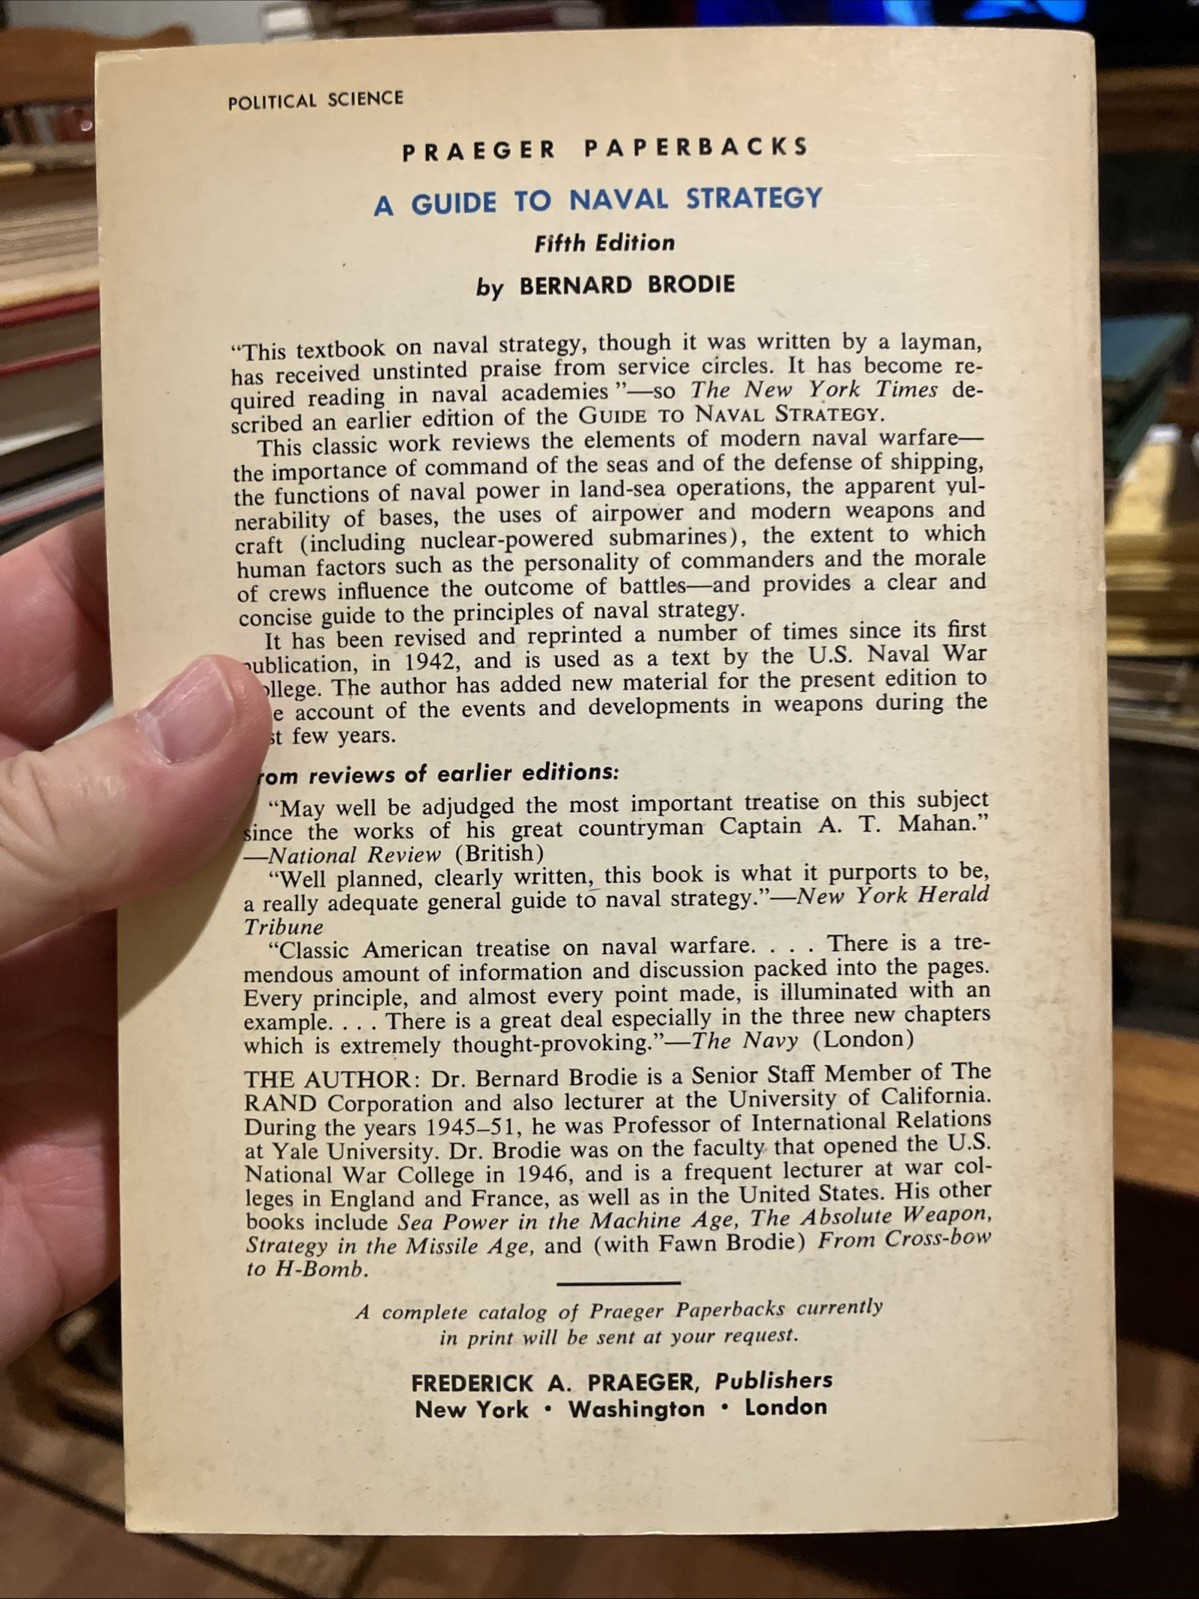 POLITICAL SCIENCE
PRAEGER PAPERBACKS
A GUIDE TO NAVAL STRATEGY
Fifth Edition
by BERNARD BRODIE
“This textbook on naval strategy, though it was written by a layman,
has received unstinted praise from service circles. It has become re-
quired reading in naval academies ”—so The New York Times de-
scribed an earlier edition of the GUIDE TO NAVAL STRATEGY.
This classic work reviews the elements of modern naval warfare—
the importance of command of the seas and of the defense of shipping,
the functions of naval power in land-sea operations, the apparent vul-
nerability of bases, the uses of airpower and modern weapons and
craft (including nuclear-powered submarines), the extent to which
human factors such as the personality of commanders and the morale
of crews influence the outcome of battles—and provides a clear and
concise guide to the principles of naval strategy.
It has been revised and reprinted a number of times since its first
ublication, in 1942, and is used as a text by the U.S. Naval War
ollege. The author has added new material for the present edition to
e account of the events and developments in weapons during the
st few years.
rom reviews of earlier editions:
“May well be adjudged the most important treatise on this subject
since the works of his great countryman Captain A. T. Mahan.”
—National Review (British)
“Well planned, clearly written, this book is what it purports to be,
a really adequate general guide to naval strategy.”—New York Herald
Tribune
“Classic American treatise on naval warfare. . . . There is a tre-
mendous amount of information and discussion packed into the pages.
Every principle, and almost every point made, is illuminated with an
example. . . . There is a great deal especially in the three new chapters
which is extremely thought-provoking.”—The Navy (London)
THE AUTHOR: Dr. Bernard Brodie is a Senior Staff Member of The
RAND Corporation and also lecturer at the University of California.
During the years 1945–51, he was Professor of International Relations
at Yale University. Dr. Brodie was on the faculty that opened the U.S.
National War College in 1946, and is a frequent lecturer at war col-
leges in England and France, as well as in the United States. His other
books include Sea Power in the Machine Age, The Absolute Weapon,
Strategy in the Missile Age, and (with Fawn Brodie) From Cross-bow
to H-Bomb.
A complete catalog of Praeger Paperbacks currently
in print will be sent at your request.
FREDERICK A. PRAEGER, Publishers
New York • Washington • London